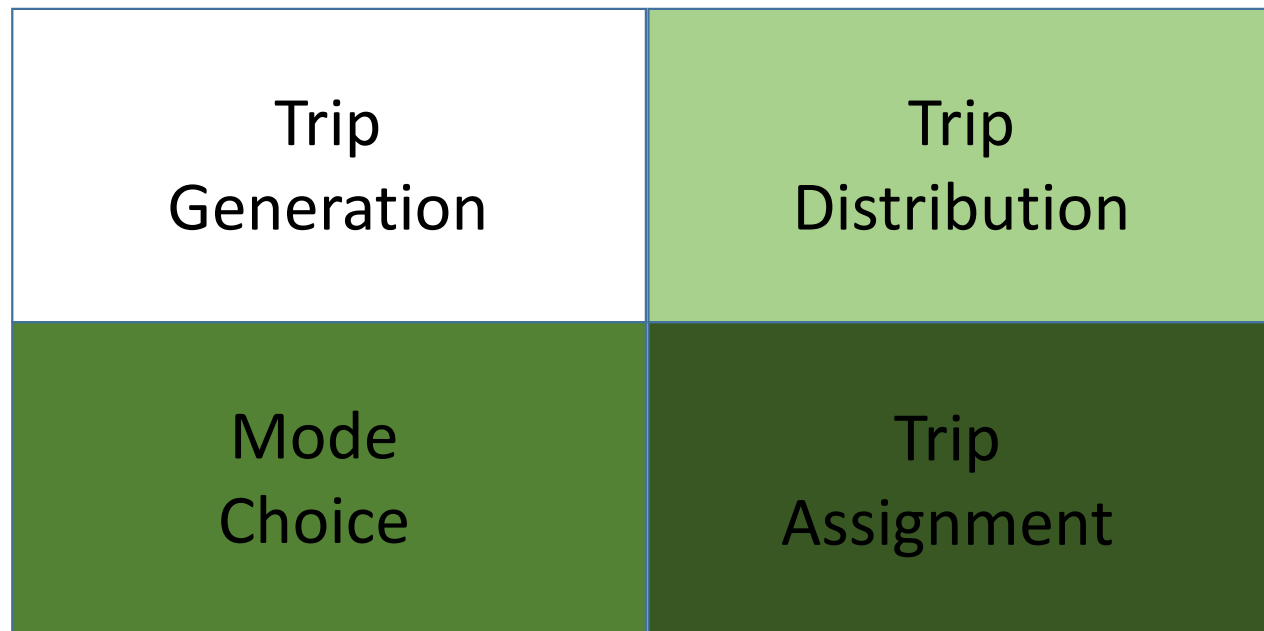 Trip
Generation
Trip
Distribution
Mode
Choice
Trip
Assignment